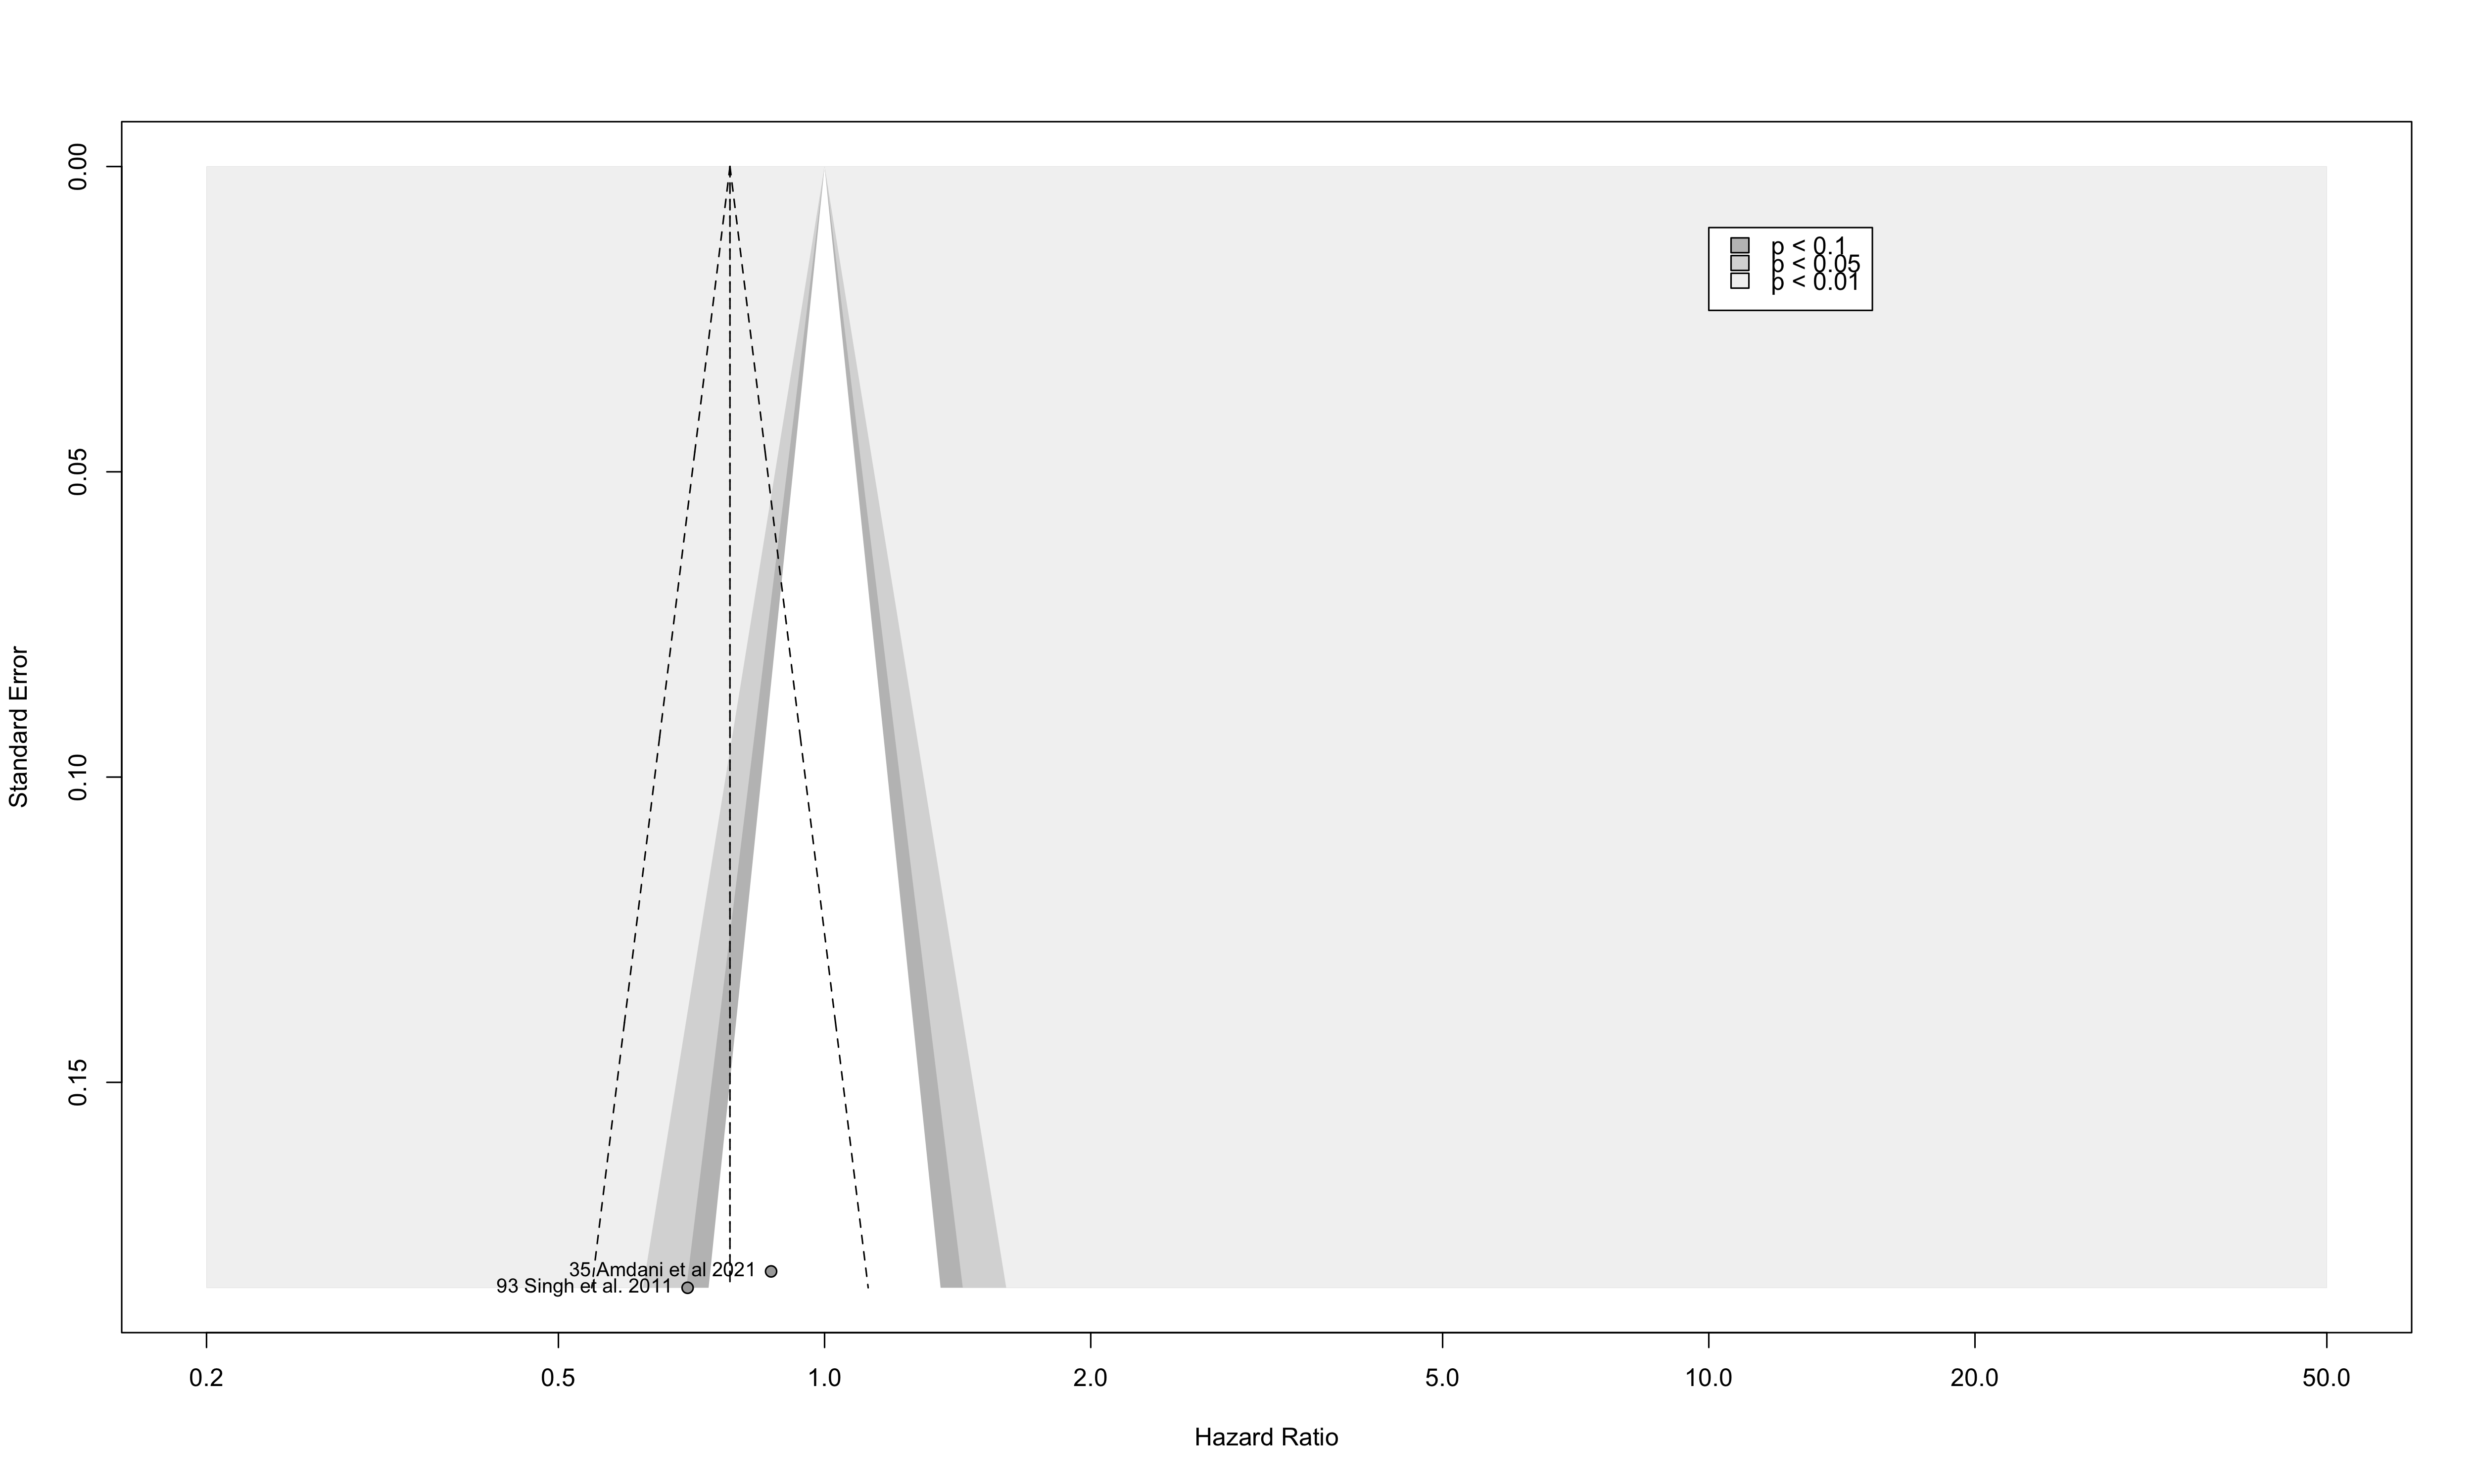 0.00
0.05
0.10
0.15
Standard Error
p < 0.1
p < 0.05
p < 0.01
35 Amdani et al 2021
93 Singh et al. 2011
0.2 0.5 1.0 2.0 5.0 10.0 20.0 50.0
Hazard Ratio